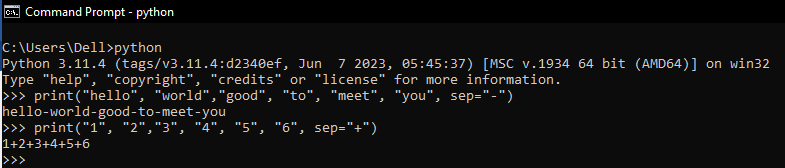 Command Prompt - python
C:\Users\Dell>python
Python 3.11.4 (tags/v3.11.4:d2340ef, Jun  7 2023, 05:45:37) [MSC v.1934 64 bit (AMD64)] on win32
Type "help", "copyright", "credits" or "license" for more information.
>>> print("hello", "world","good", "to", "meet", "you", sep="-")
hello-world-good-to-meet-you
>>> print("1", "2","3", "4", "5", "6", sep="+")
1+2+3+4+5+6
>>>